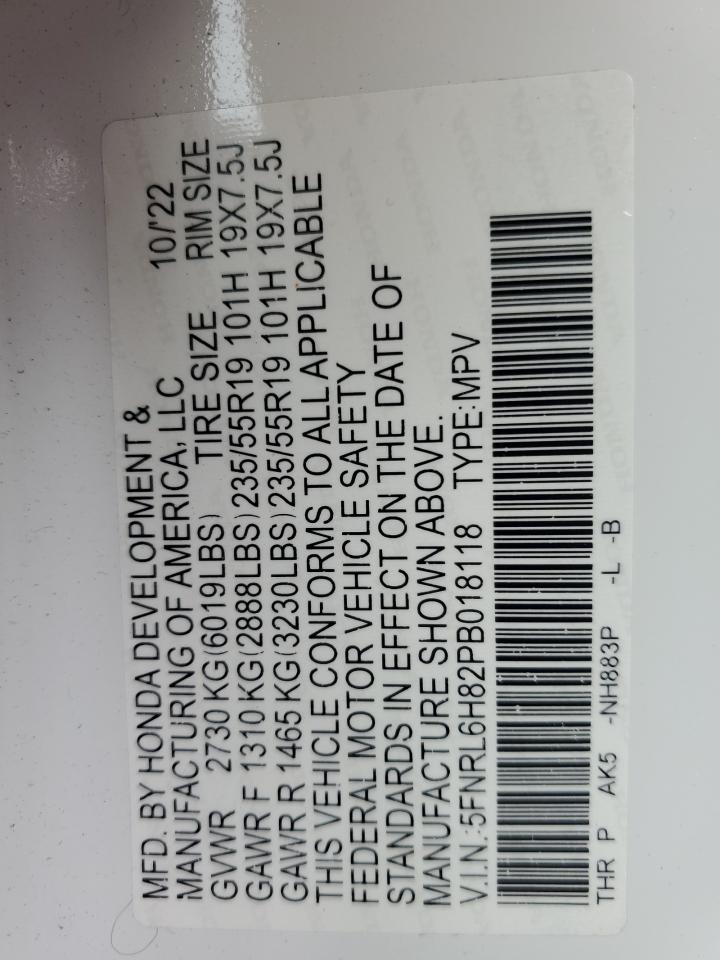 MFD. BY HONDA DEVELOPMENT &
MANUFACTURING OF AMERICA, LLC 10/'22
GVWR 2730 KG(6019LBS) TIRE SIZE RIM SIZE
GAWR F 1310 KG(2888LBS) 235/55R19 101H 19X7.5J
GAWR R 1465 KG(3230LBS) 235/55R19 101H 19X7.5J
THIS VEHICLE CONFORMS TO ALL APPLICABLE
FEDERAL MOTOR VEHICLE SAFETY
STANDARDS IN EFFECT ON THE DATE OF
MANUFACTURE SHOWN ABOVE.
V.I.N.:5FNRL6H82PB018118 TYPE:MPV
THR P AK5 -NH883P -L -B
HONDA